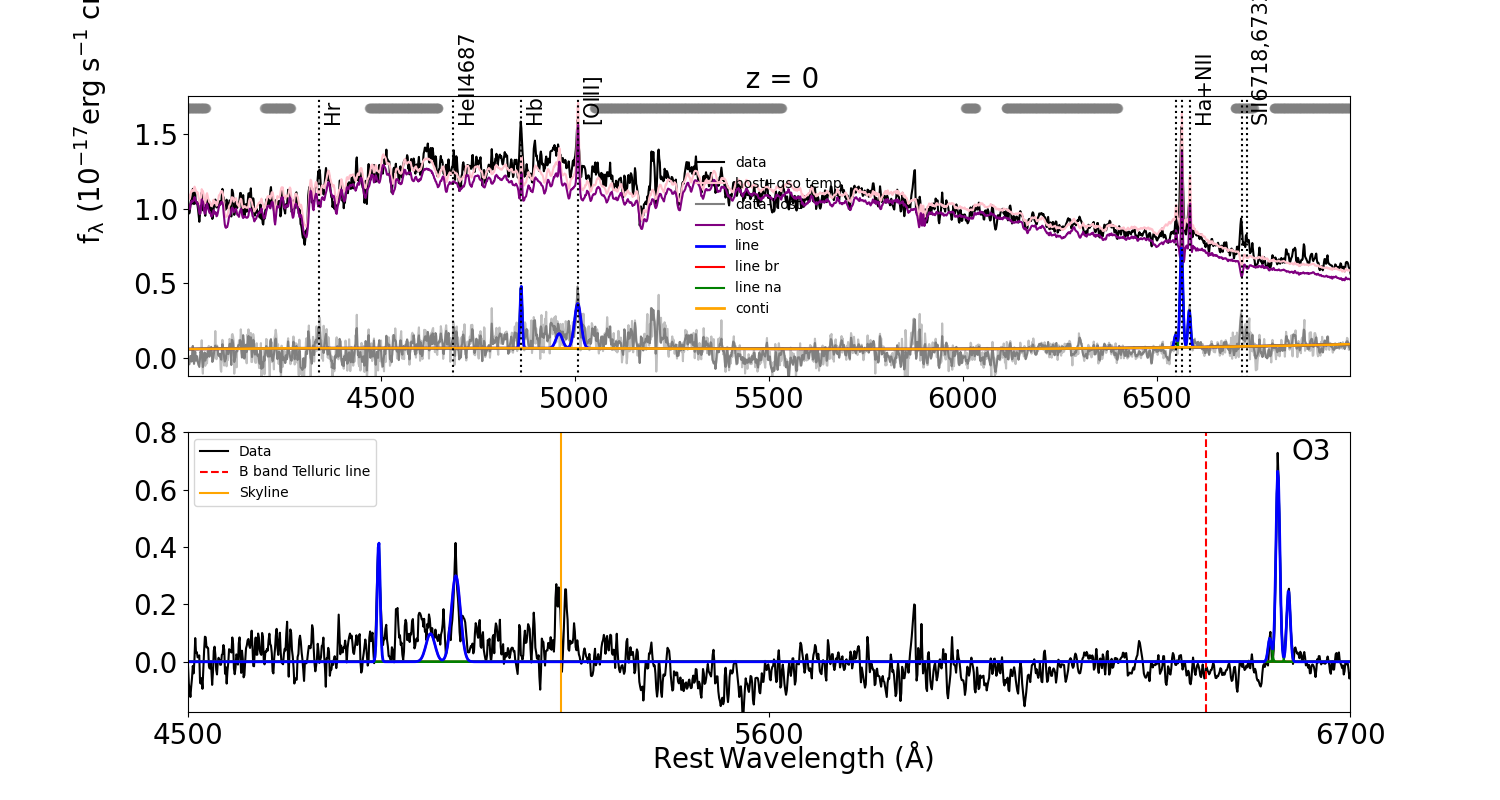 z = 0
f_λ (10^−17 erg s^−1
Hr
HeII4687
Hb
[OIII]
Ha+NII
SII6718,673
1.5
1.0
0.5
0.0
data
host+qso temp
data-host
host
line
line br
line na
conti
4500
5000
5500
6000
6500
0.8
0.6
0.4
0.2
0.0
Data
B band Telluric line
Skyline
O3
4500
5600
6700
Rest Wavelength (Å)